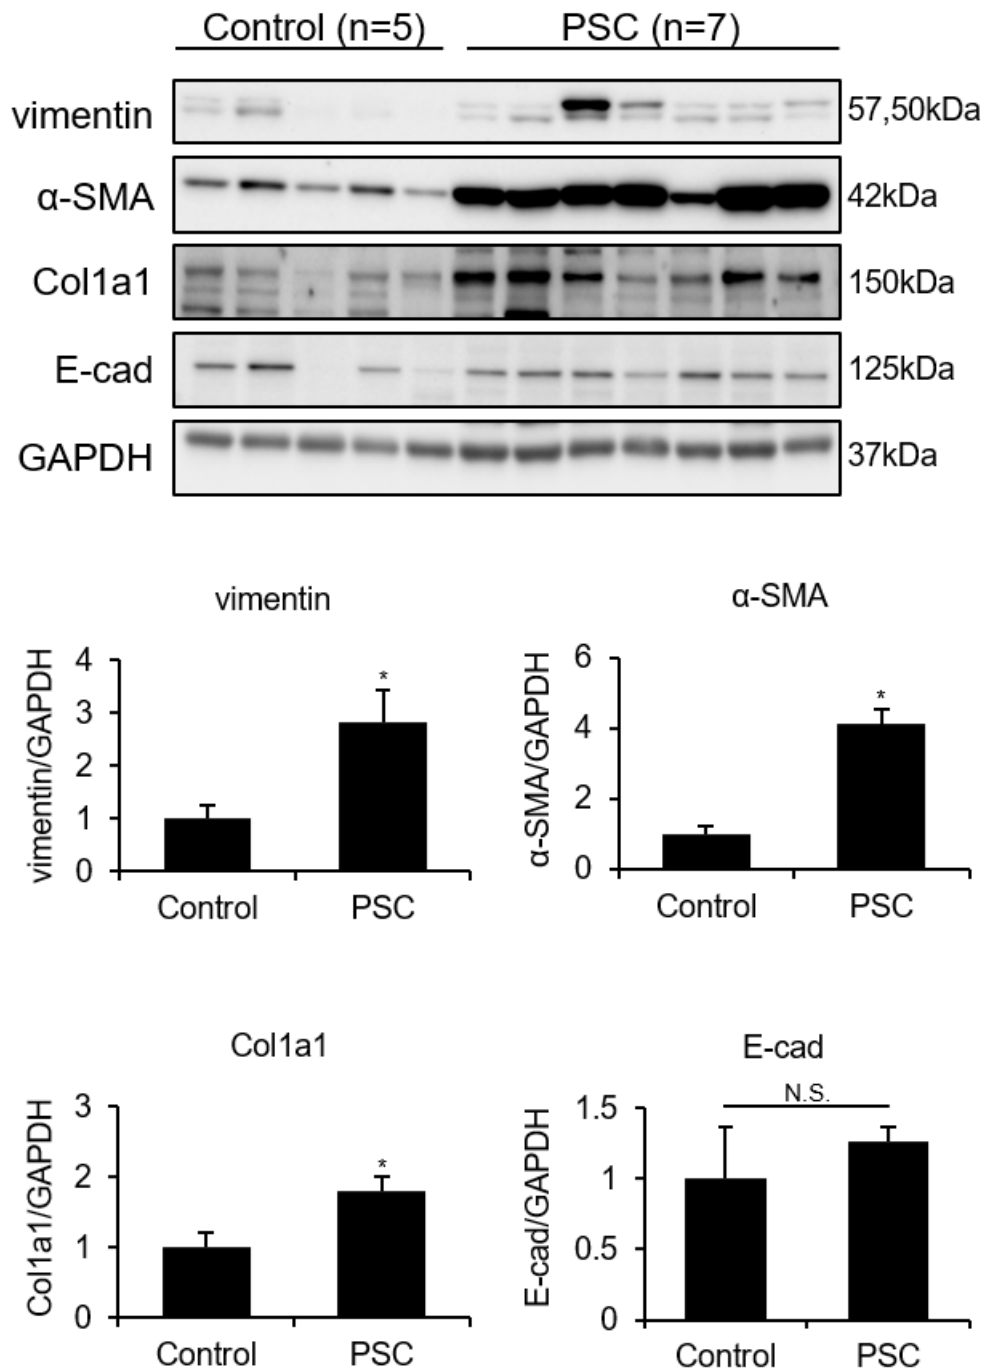 Control (n=5) PSC (n=7)
vimentin 57,50kDa
α-SMA 42kDa
Col1a1 150kDa
E-cad 125kDa
GAPDH 37kDa
vimentin
vimentin/GAPDH
4
3
2
1
0
*
Control PSC
α-SMA
α-SMA/GAPDH
6
4
2
0
*
Control PSC
Col1a1
Col1a1/GAPDH
3
2
1
0
*
Control PSC
E-cad
N.S.
E-cad/GAPDH
1.5
1
0.5
0
Control PSC